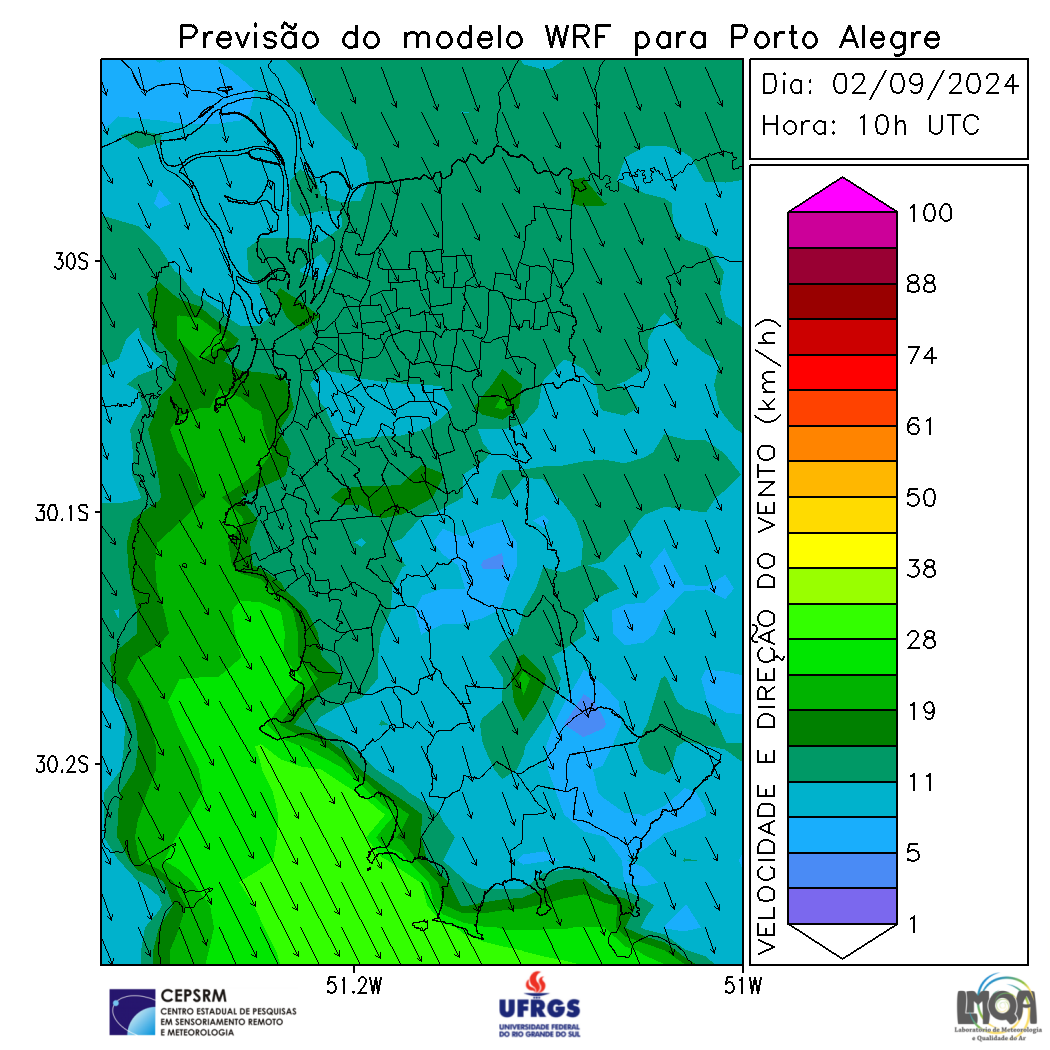 Previsão do modelo WRF para Porto Alegre
Dia: 02/09/2024
Hora: 10h UTC
30S
30.1S
30.2S
51.2W
51W
VELOCIDADE E DIREÇÃO DO VENTO (km/h)
100
88
74
61
50
38
28
19
11
5
1
CEPSRM
CENTRO ESTADUAL DE PESQUISAS
EM SENSORIAMENTO REMOTO
E METEOROLOGIA
UFRGS
UNIVERSIDADE FEDERAL
DO RIO GRANDE DO SUL
LMQA
Laboratório de Meteorologia
e Qualidade do Ar